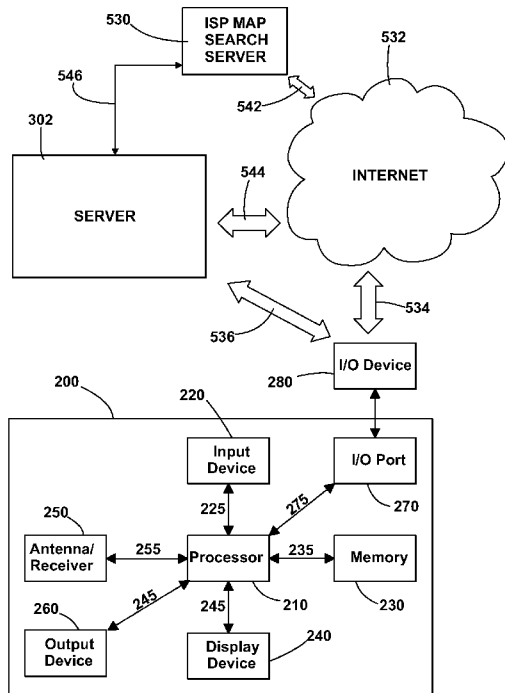 530
ISP MAP
SEARCH
SERVER
532
546
542
302
544
INTERNET
SERVER
534
536
I/O Device
280
200
220
Input
Device
I/O Port
250
225
275
270
Antenna/
Receiver
255
Processor
235
Memory
260
245
245
210
230
Output
Device
Display
Device
240